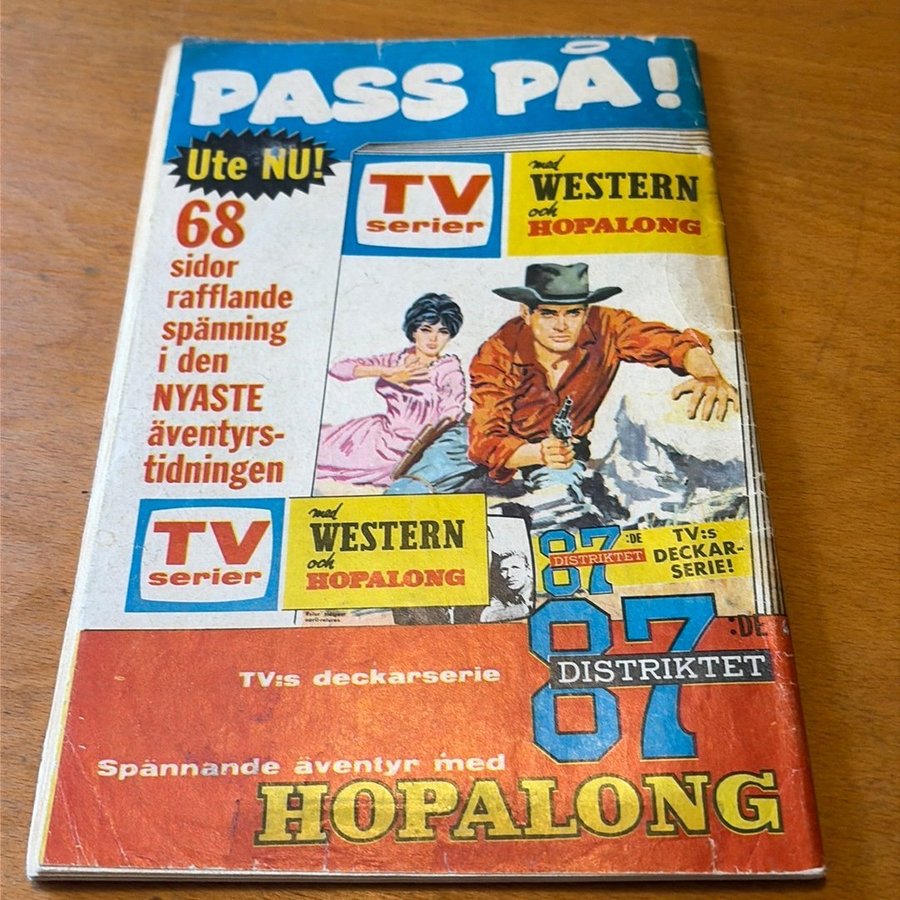 PASS PÅ!
Ute NU!
68
sidor
rafflande
spänning
i den
NYASTE
äventyrs-
tidningen
TV
serier
med
WESTERN
och
HOPALONG
TV
serier
med
WESTERN
och
HOPALONG
87:DE
DISTRIKTET
TV:s
DECKAR-
SERIE!
87:DE
DISTRIKTET
TV:s deckarserie
Spännande äventyr med
HOPALONG